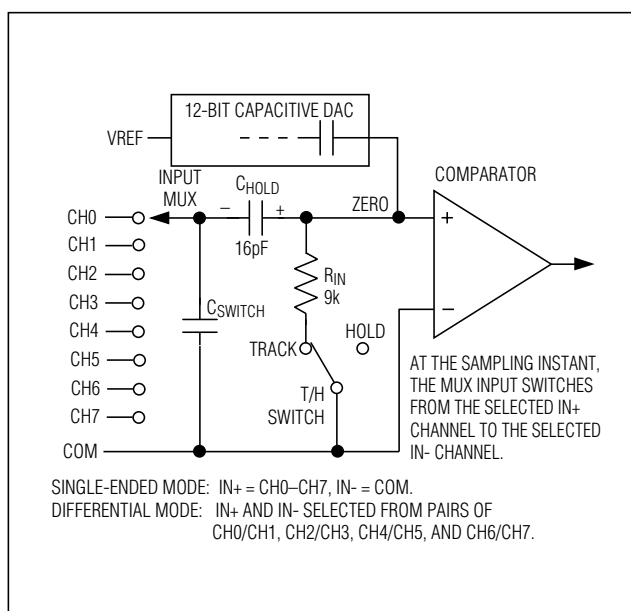 12-BIT CAPACITIVE DAC
VREF
INPUT
MUX
CHOLD
– +
16pF
ZERO
COMPARATOR
+
–
CH0
CH1
CH2
CH3
CH4
CH5
CH6
CH7
COM
CSWITCH
RIN
9k
TRACK
HOLD
T/H
SWITCH
AT THE SAMPLING INSTANT,
THE MUX INPUT SWITCHES
FROM THE SELECTED IN+
CHANNEL TO THE SELECTED
IN- CHANNEL.
SINGLE-ENDED MODE: IN+ = CH0–CH7, IN- = COM.
DIFFERENTIAL MODE: IN+ AND IN- SELECTED FROM PAIRS OF
CH0/CH1, CH2/CH3, CH4/CH5, AND CH6/CH7.